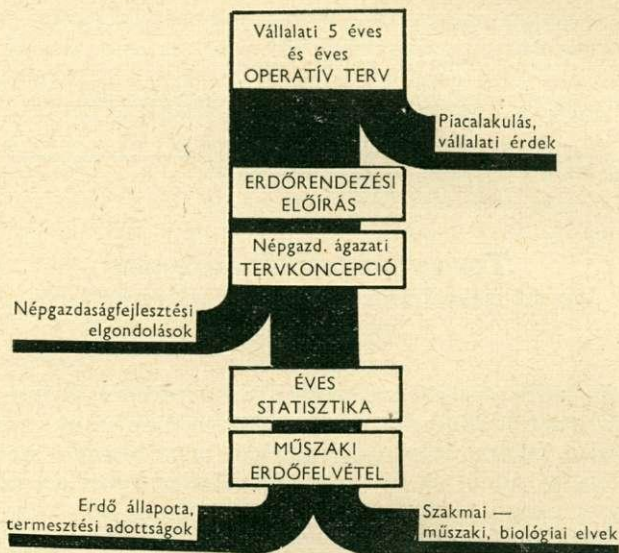 Vállalati 5 éves
és éves
OPERATÍV TERV
Piacalakulás,
vállalati érdek
ERDŐRENDEZÉSI
ELŐÍRÁS
Népgazd. ágazati
TERVKONCEPCIÓ
Népgazdaságfejlesztési
elgondolások
ÉVES
STATISZTIKA
MŰSZAKI
ERDŐFELVÉTEL
Erdő állapota,
termesztési adottságok
Szakmai —
műszaki, biológiai elvek